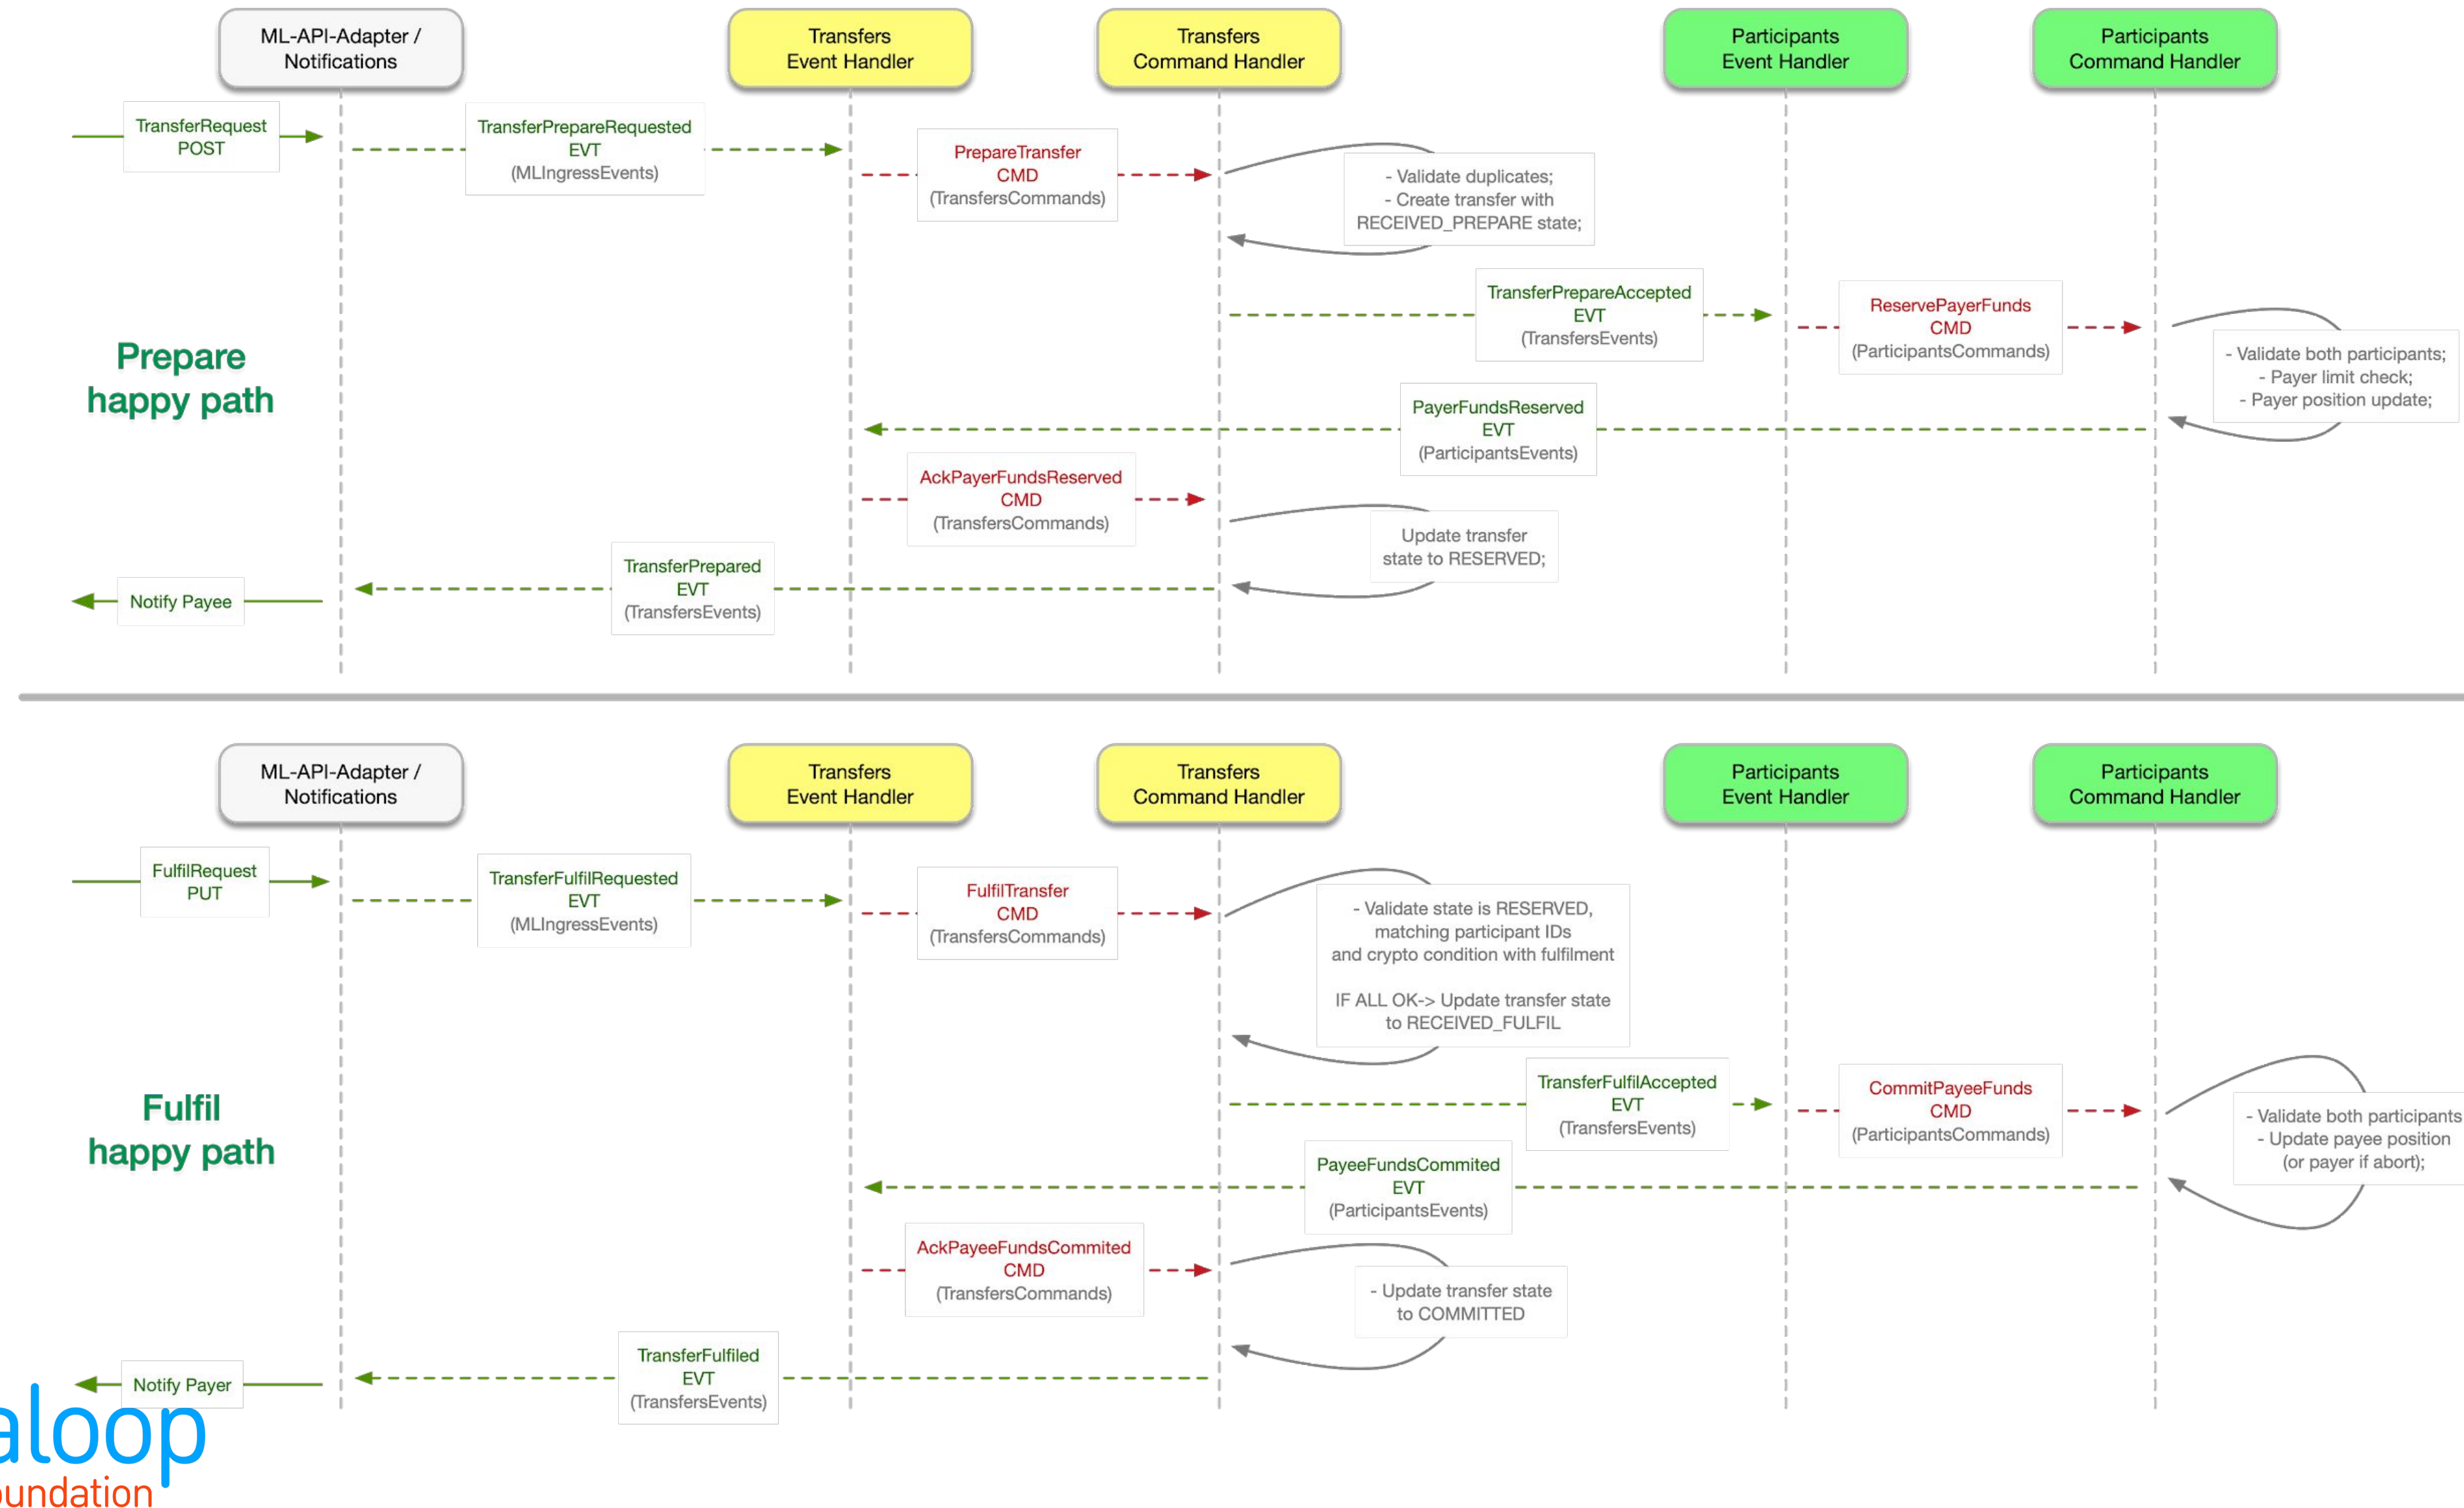 ML-API-Adapter /
Notifications
Transfers
Event Handler
Transfers
Command Handler
Participants
Event Handler
Participants
Command Handler
TransferRequest
POST
TransferPrepareRequested
EVT
(MLIngressEvents)
PrepareTransfer
CMD
(TransfersCommands)
- Validate duplicates;
- Create transfer with
RECEIVED_PREPARE state;
TransferPrepareAccepted
EVT
(TransfersEvents)
ReservePayerFunds
CMD
(ParticipantsCommands)
- Validate both participants;
- Payer limit check;
- Payer position update;
Prepare
happy path
PayerFundsReserved
EVT
(ParticipantsEvents)
AckPayerFundsReserved
CMD
(TransfersCommands)
Update transfer
state to RESERVED;
TransferPrepared
EVT
(TransfersEvents)
Notify Payee
ML-API-Adapter /
Notifications
Transfers
Event Handler
Transfers
Command Handler
Participants
Event Handler
Participants
Command Handler
FulfilRequest
PUT
TransferFulfilRequested
EVT
(MLIngressEvents)
FulfilTransfer
CMD
(TransfersCommands)
- Validate state is RESERVED,
matching participant IDs
and crypto condition with fulfilment
IF ALL OK-> Update transfer state
to RECEIVED_FULFIL
TransferFulfilAccepted
EVT
(TransfersEvents)
CommitPayeeFunds
CMD
(ParticipantsCommands)
- Validate both participants
- Update payee position
(or payer if abort);
Fulfil
happy path
PayeeFundsCommited
EVT
(ParticipantsEvents)
AckPayeeFundsCommited
CMD
(TransfersCommands)
- Update transfer state
to COMMITTED
TransferFulfiled
EVT
(TransfersEvents)
Notify Payer
aloop
oundation